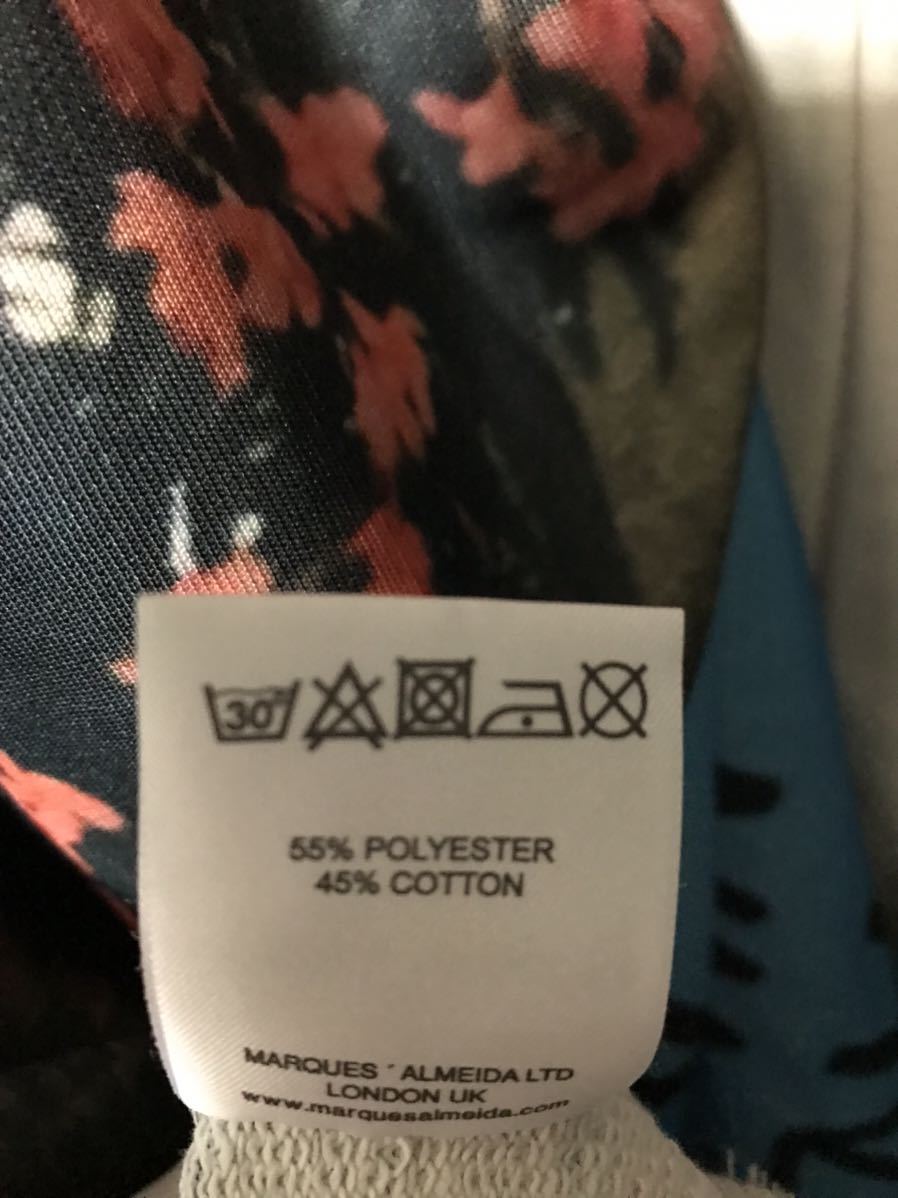 30°
55% POLYESTER
45% COTTON
MARQUES ´ ALMEIDA LTD
LONDON UK
www.marquesalmeida.com